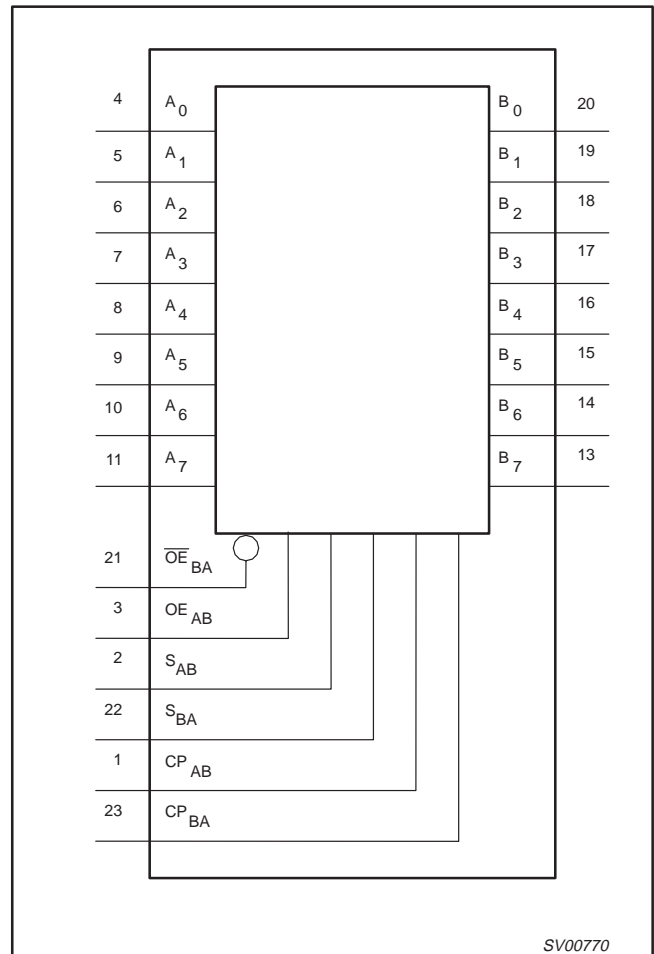 4 A0 B0 20
5 A1 B1 19
6 A2 B2 18
7 A3 B3 17
8 A4 B4 16
9 A5 B5 15
10 A6 B6 14
11 A7 B7 13
21 O̅E̅BA
3 OEAB
2 SAB
22 SBA
1 CPAB
23 CPBA
SV00770